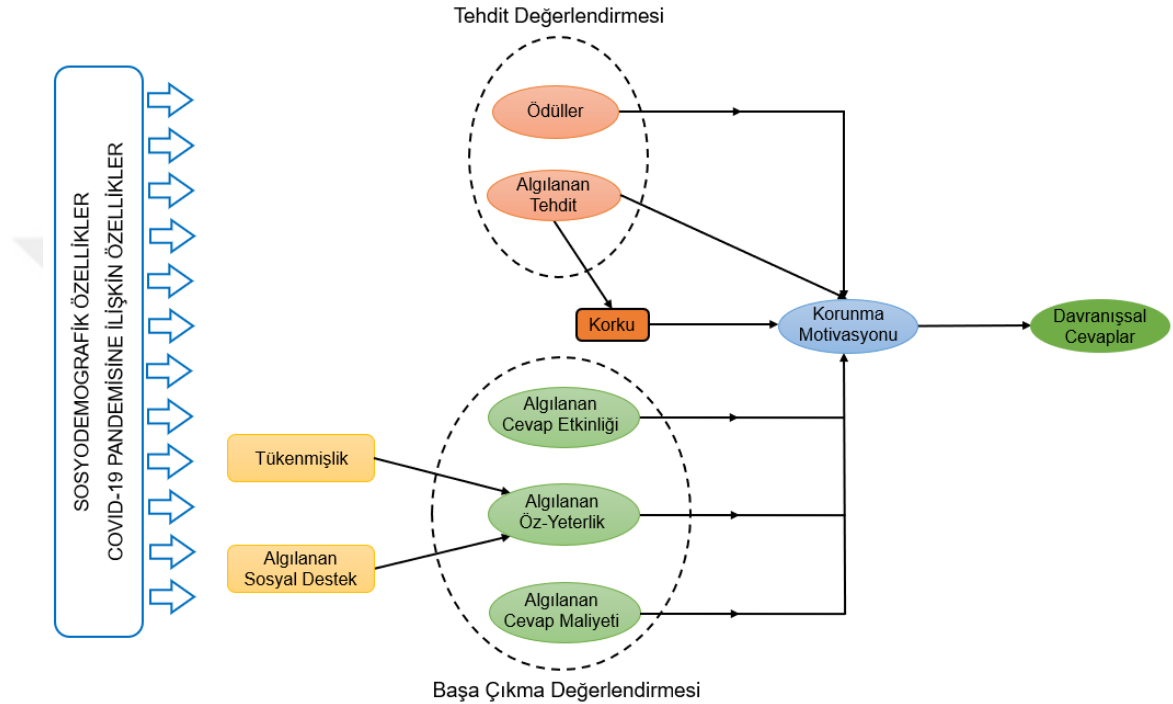 Tehdit Değerlendirmesi
SOSYODEMOGRAFİK ÖZELLİKLER
COVID-19 PANDEMİSİNE İLİŞKİN ÖZELLİKLER
Ödüller
Algılanan
Tehdit
Korku
Korunma
Motivasyonu
Davranışsal
Cevaplar
Algılanan
Cevap Etkinliği
Tükenmişlik
Algılanan
Öz-Yeterlik
Algılanan
Sosyal Destek
Algılanan
Cevap Maliyeti
Başa Çıkma Değerlendirmesi